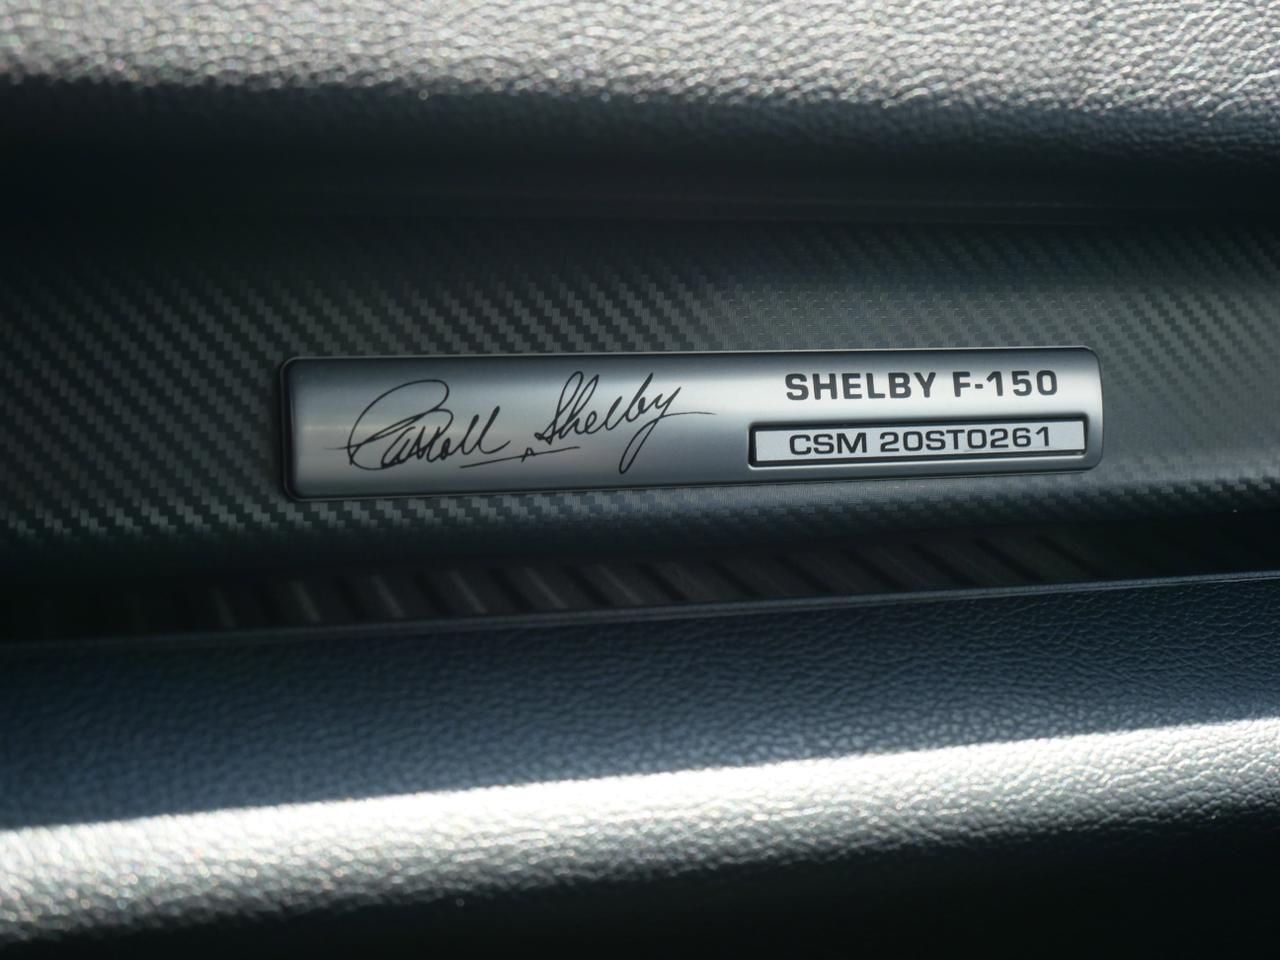 Carroll Shelby
SHELBY F-150
CSM 20ST0261